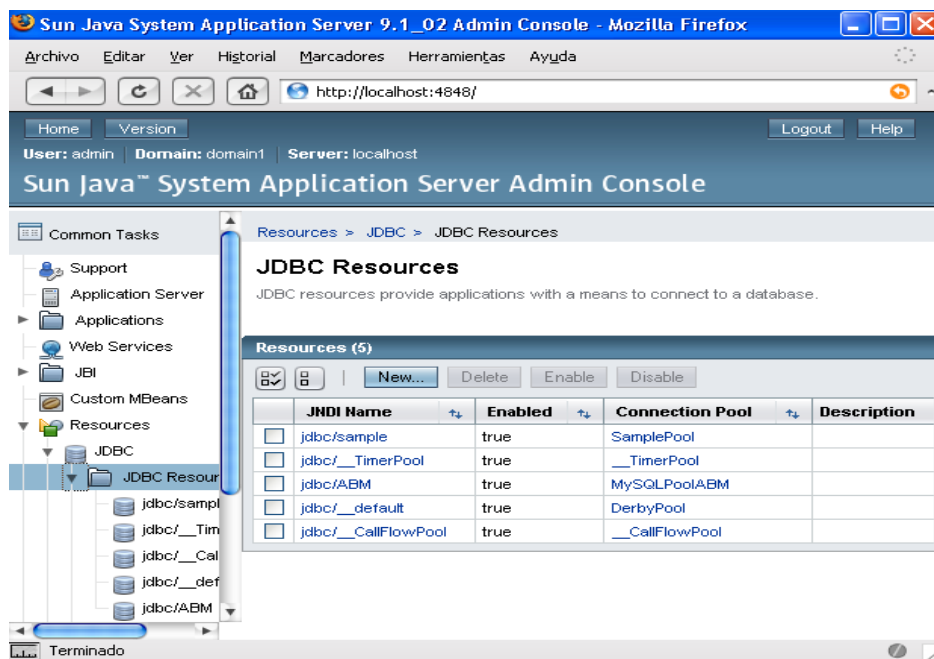 Sun Java System Application Server 9.1_02 Admin Console - Mozilla Firefox
Archivo Editar Ver Historial Marcadores Herramientas Ayuda
http://localhost:4848/
Home Version Logout Help
User: admin Domain: domain1 Server: localhost
Sun Java™ System Application Server Admin Console
Common Tasks
Support
Application Server
Applications
Web Services
JBI
Custom MBeans
Resources
JDBC
JDBC Resour
jdbc/sampl
jdbc/__Tim
jdbc/__Cal
jdbc/__def
jdbc/ABM
Resources > JDBC > JDBC Resources
JDBC Resources
JDBC resources provide applications with a means to connect to a database.
Resources (5)
New... Delete Enable Disable
JNDI Name Enabled Connection Pool Description
jdbc/sample true SamplePool
jdbc/__TimerPool true __TimerPool
jdbc/ABM true MySQLPoolABM
jdbc/__default true DerbyPool
jdbc/__CallFlowPool true __CallFlowPool
Terminado